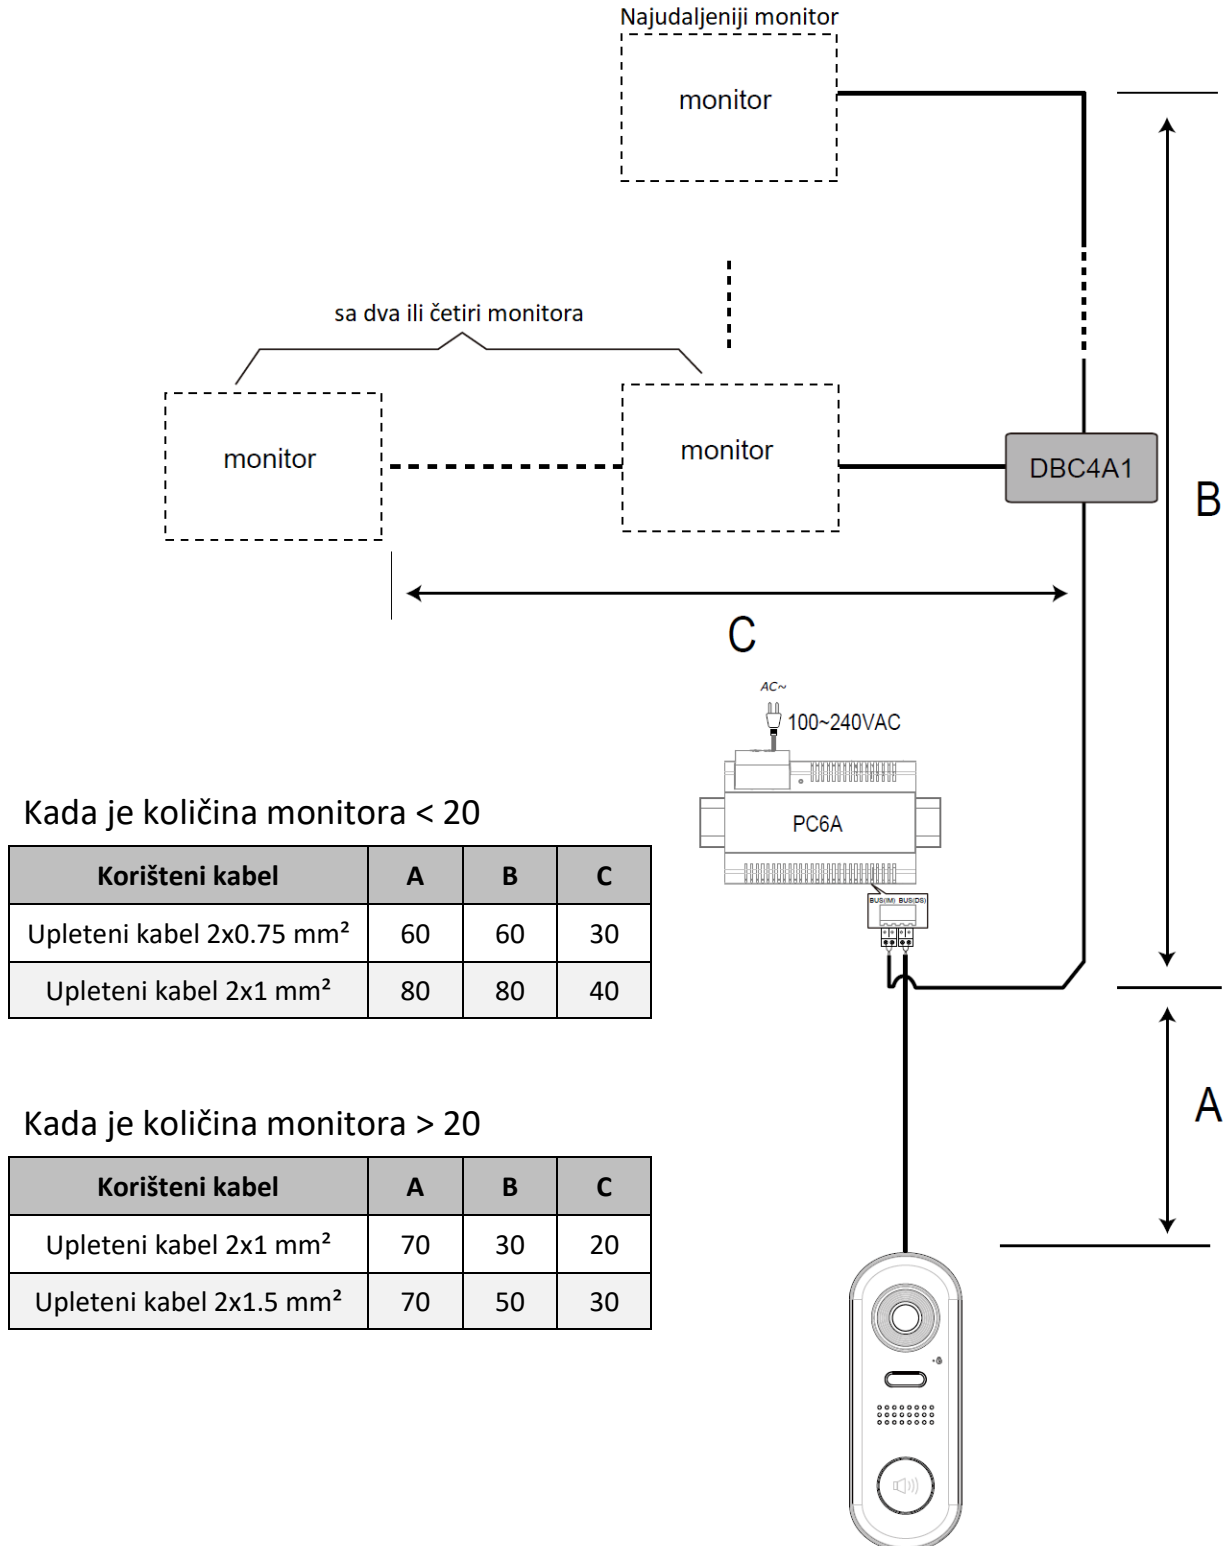 Najudaljeniji monitor
monitor
sa dva ili četiri monitora
monitor
monitor
DBC4A1
B
C
AC~
100~240VAC
PC6A
BUS(IM) BUS(DS)
Kada je količina monitora < 20
Korišteni kabel A B C
Upleteni kabel 2x0.75 mm² 60 60 30
Upleteni kabel 2x1 mm² 80 80 40
A
Kada je količina monitora > 20
Korišteni kabel A B C
Upleteni kabel 2x1 mm² 70 30 20
Upleteni kabel 2x1.5 mm² 70 50 30